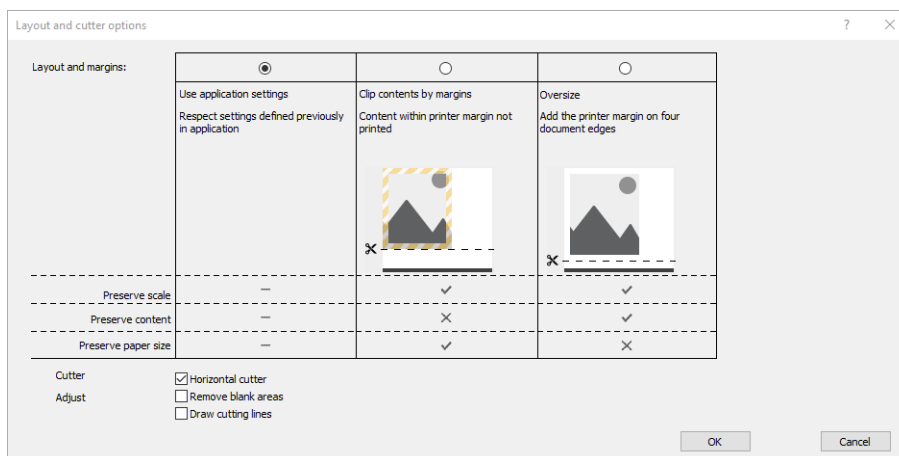 Layout and cutter options
Layout and margins:
Use application settings
Respect settings defined previously
in application
Clip contents by margins
Content within printer margin not
printed
Oversize
Add the printer margin on four
document edges
Preserve scale
Preserve content
Preserve paper size
Cutter
Horizontal cutter
Adjust
Remove blank areas
Draw cutting lines
OK
Cancel